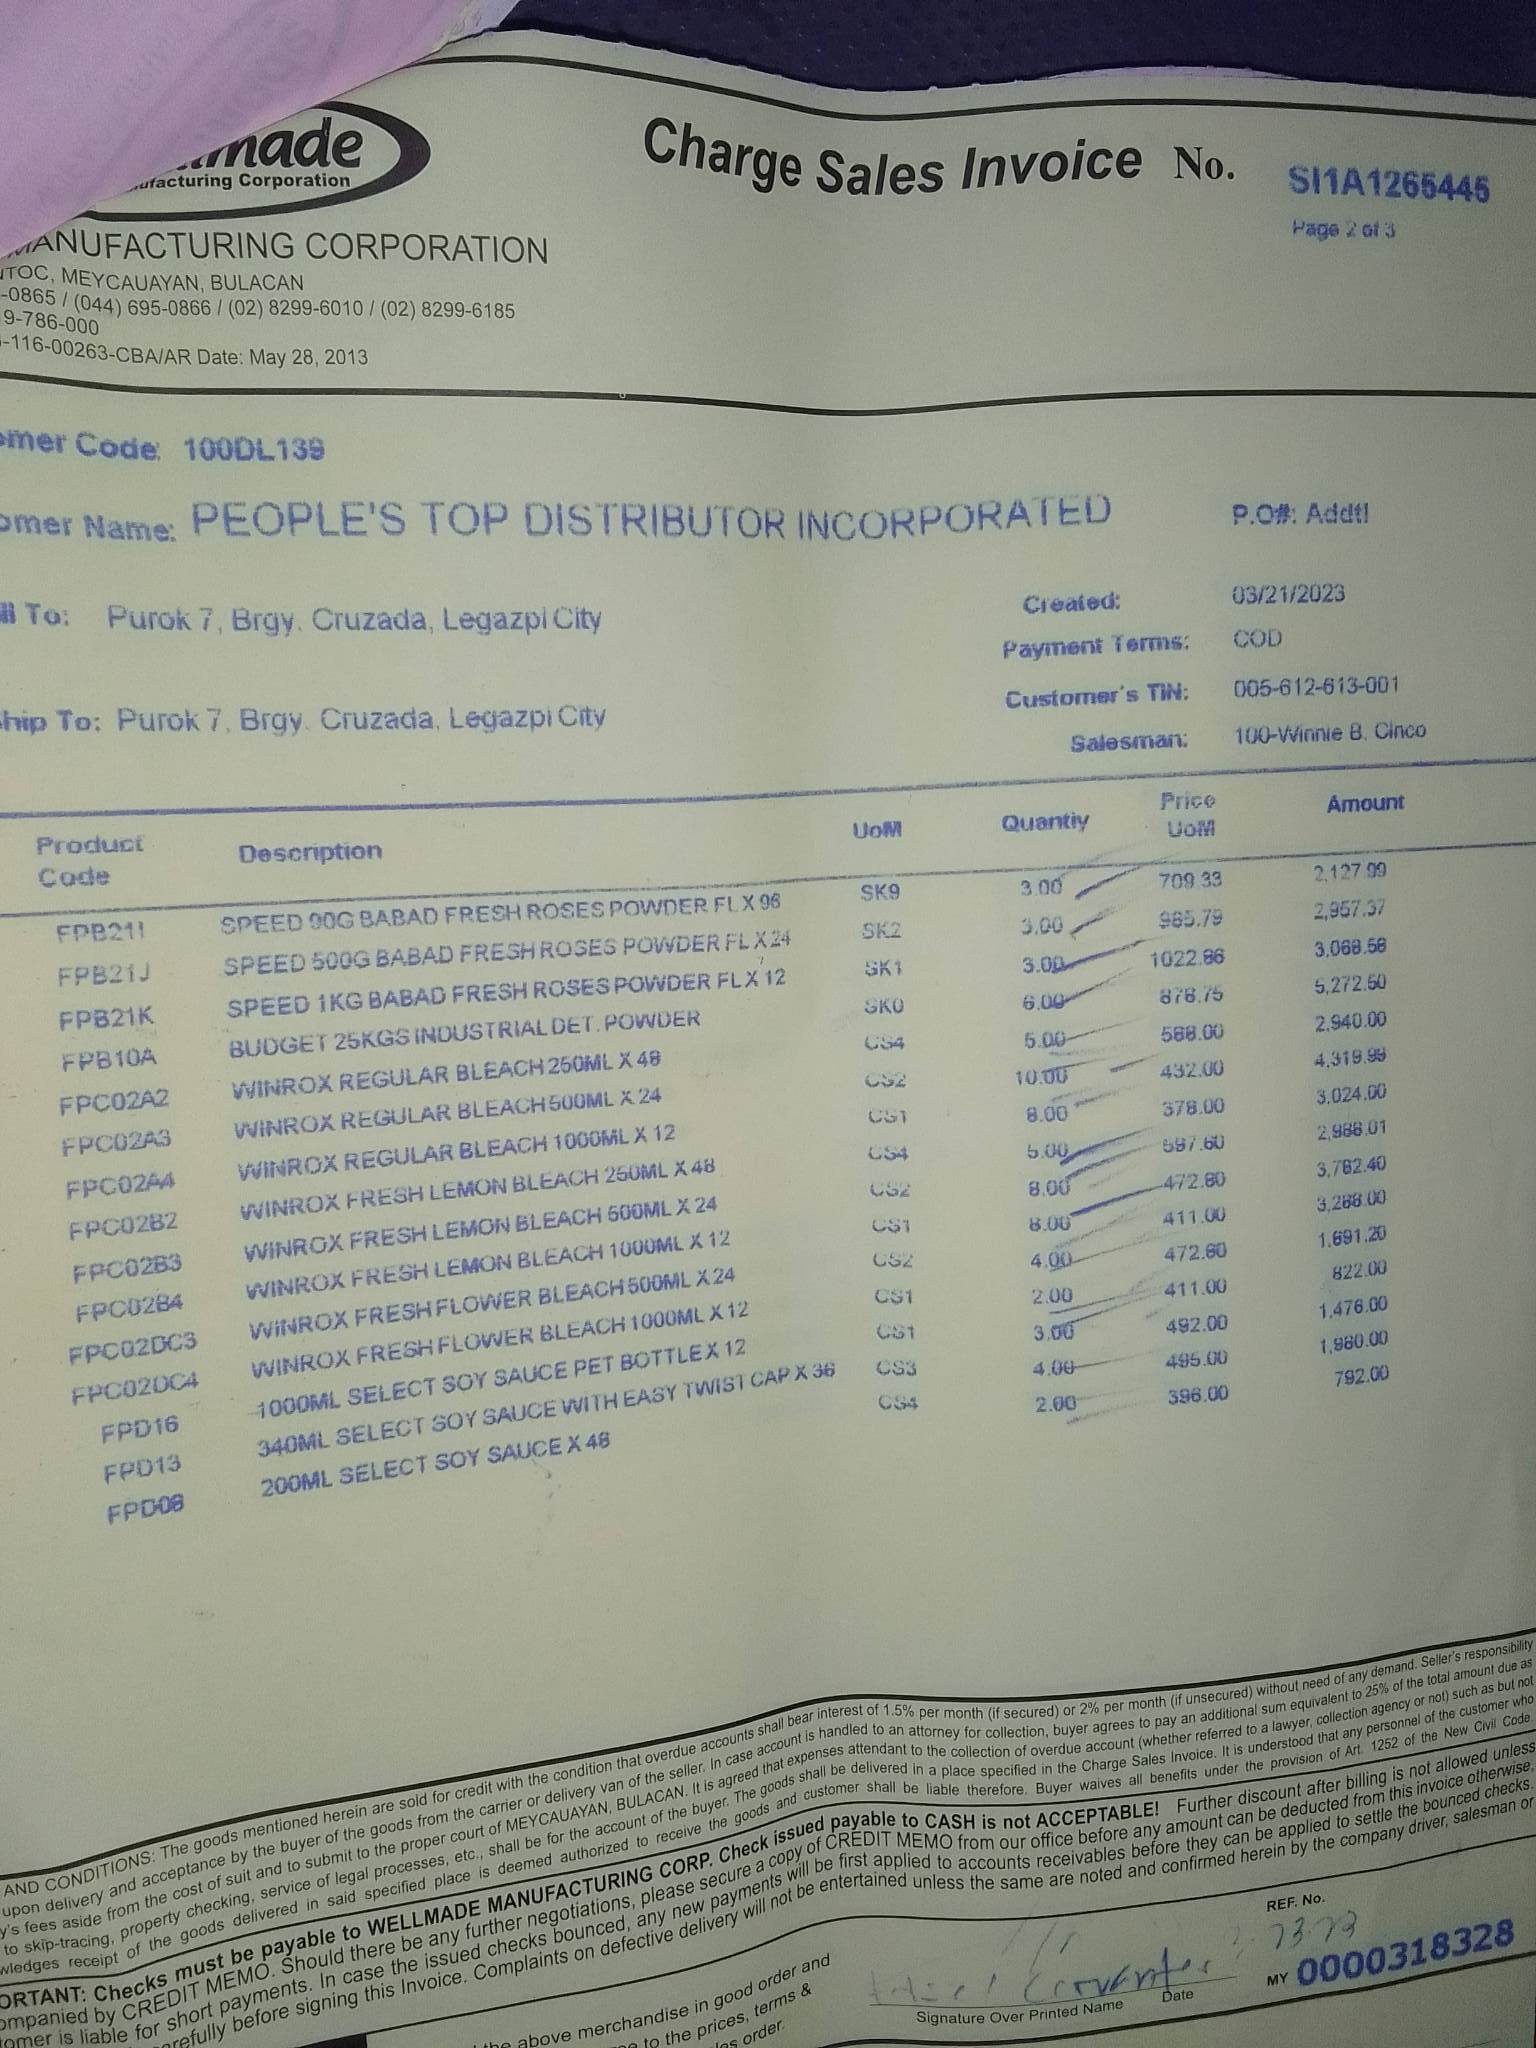 made
Manufacturing Corporation
Charge Sales Invoice No. SI1A1265445
Page 2 of 3
MANUFACTURING CORPORATION
MEYCAUAYAN, BULACAN
-0865 / (044) 695-0866 / (02) 8299-6010 / (02) 8299-6185
9-786-000
-116-00263-CBA/AR Date: May 28, 2013
omer Code: 100DL139
omer Name: PEOPLE'S TOP DISTRIBUTOR INCORPORATED P.O#: Addtl
ll To: Purok 7, Brgy. Cruzada, Legazpi City
Created: 03/21/2023
Payment Terms: COD
Ship To: Purok 7, Brgy. Cruzada, Legazpi City
Customer's TIN: 005-612-613-001
Salesman: 100-Winnie B. Cinco
Product Code Description UoM Quantiy Price UoM Amount
FPB21I SPEED 90G BABAD FRESH ROSES POWDER FL X 96 SK9 3.00 709.33 2,127.99
FPB21J SPEED 500G BABAD FRESH ROSES POWDER FL X 24 SK2 3.00 985.79 2,957.37
FPB21K SPEED 1KG BABAD FRESH ROSES POWDER FL X 12 SK1 3.00 1022.86 3,068.58
FPB10A BUDGET 25KGS INDUSTRIAL DET. POWDER SK0 6.00 878.75 5,272.50
FPC02A2 WINROX REGULAR BLEACH 250ML X 48 CS4 5.00 588.00 2,940.00
FPC02A3 WINROX REGULAR BLEACH 500ML X 24 CS2 10.00 432.00 4,319.99
FPC02A4 WINROX REGULAR BLEACH 1000ML X 12 CS1 8.00 378.00 3,024.00
FPC02B2 WINROX FRESH LEMON BLEACH 250ML X 48 CS4 5.00 597.60 2,988.01
FPC02B3 WINROX FRESH LEMON BLEACH 500ML X 24 CS2 8.00 472.80 3,782.40
FPC02B4 WINROX FRESH LEMON BLEACH 1000ML X 12 CS1 8.00 411.00 3,288.00
FPC02DC3 WINROX FRESH FLOWER BLEACH 500ML X 24 CS2 4.00 472.80 1,891.20
FPC02DC4 WINROX FRESH FLOWER BLEACH 1000ML X 12 CS1 2.00 411.00 822.00
FPD16 1000ML SELECT SOY SAUCE PET BOTTLE X 12 CS1 3.00 492.00 1,476.00
FPD13 340ML SELECT SOY SAUCE WITH EASY TWIST CAP X 36 CS3 4.00 495.00 1,980.00
FPD08 200ML SELECT SOY SAUCE X 48 CS4 2.00 396.00 792.00
AND CONDITIONS: The goods mentioned herein are sold for credit with the condition that overdue accounts shall bear interest of 1.5% per month (if secured) or 2% per month (if unsecured) without need of any demand. Seller's responsibility
upon delivery and acceptance by the buyer of the goods from the carrier or delivery van of the seller. In case account is handled to an attorney for collection, buyer agrees to pay an additional sum equivalent to 25% of the total amount due as
y's fees aside from the cost of suit and to submit to the proper court of MEYCAUAYAN, BULACAN. It is agreed that expenses attendant to the collection of overdue account (whether referred to a lawyer, collection agency or not) such as but not
to skip-tracing, property checking, service of legal processes, etc., shall be for the account of the buyer. The goods shall be delivered in a place specified in the Charge Sales Invoice. It is understood that any personnel of the customer who
wledges receipt of the goods delivered in said specified place is deemed authorized to receive the goods and customer shall be liable therefore. Buyer waives all benefits under the provision of Art. 1252 of the New Civil Code.
ORTANT: Checks must be payable to WELLMADE MANUFACTURING CORP. Check issued payable to CASH is not ACCEPTABLE! Further discount after billing is not allowed unless
ompanied by CREDIT MEMO. Should there be any further negotiations, please secure a copy of CREDIT MEMO from our office before any amount can be deducted from this invoice otherwise,
tomer is liable for short payments. In case the issued checks bounced, any new payments will be first applied to accounts receivables before they can be applied to settle the bounced checks.
carefully before signing this Invoice. Complaints on defective delivery will not be entertained unless the same are noted and confirmed herein by the company driver, salesman or
the above merchandise in good order and
to the prices, terms &
order.
Signature Over Printed Name Date
REF. No.
MY 0000318328